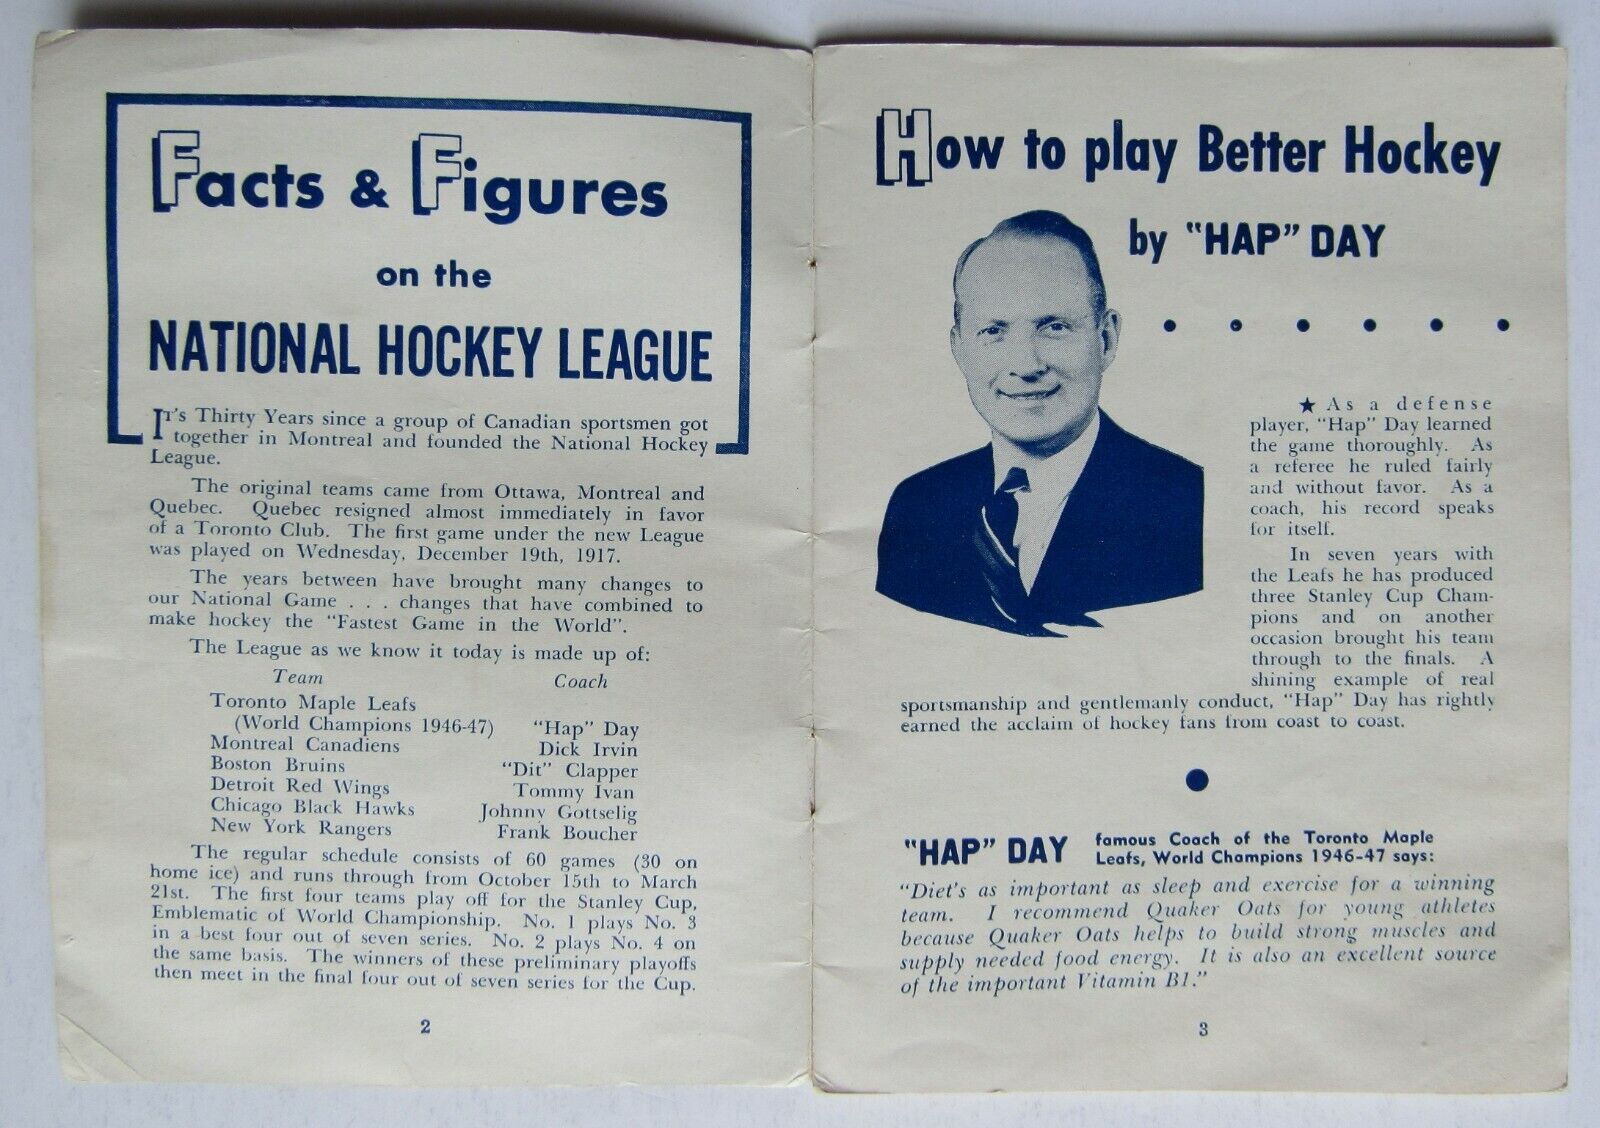 Facts & Figures
on the
NATIONAL HOCKEY LEAGUE
IT's Thirty Years since a group of Canadian sportsmen got
together in Montreal and founded the National Hockey
League.
The original teams came from Ottawa, Montreal and
Quebec. Quebec resigned almost immediately in favor
of a Toronto Club. The first game under the new League
was played on Wednesday, December 19th, 1917.
The years between have brought many changes to
our National Game . . . changes that have combined to
make hockey the "Fastest Game in the World".
The League as we know it today is made up of:
Team Coach
Toronto Maple Leafs
(World Champions 1946-47) "Hap" Day
Montreal Canadiens Dick Irvin
Boston Bruins "Dit" Clapper
Detroit Red Wings Tommy Ivan
Chicago Black Hawks Johnny Gottselig
New York Rangers Frank Boucher
The regular schedule consists of 60 games (30 on
home ice) and runs through from October 15th to March
21st. The first four teams play off for the Stanley Cup,
Emblematic of World Championship. No. 1 plays No. 3
in a best four out of seven series. No. 2 plays No. 4 on
the same basis. The winners of these preliminary playoffs
then meet in the final four out of seven series for the Cup.
2
How to play Better Hockey
by "HAP" DAY
★ As a defense
player, "Hap" Day learned
the game thoroughly. As
a referee he ruled fairly
and without favor. As a
coach, his record speaks
for itself.
In seven years with
the Leafs he has produced
three Stanley Cup Cham-
pions and on another
occasion brought his team
through to the finals. A
shining example of real
sportsmanship and gentlemanly conduct, "Hap" Day has rightly
earned the acclaim of hockey fans from coast to coast.
"HAP" DAY famous Coach of the Toronto Maple
Leafs, World Champions 1946-47 says:
"Diet's as important as sleep and exercise for a winning
team. I recommend Quaker Oats for young athletes
because Quaker Oats helps to build strong muscles and
supply needed food energy. It is also an excellent source
of the important Vitamin B1."
3